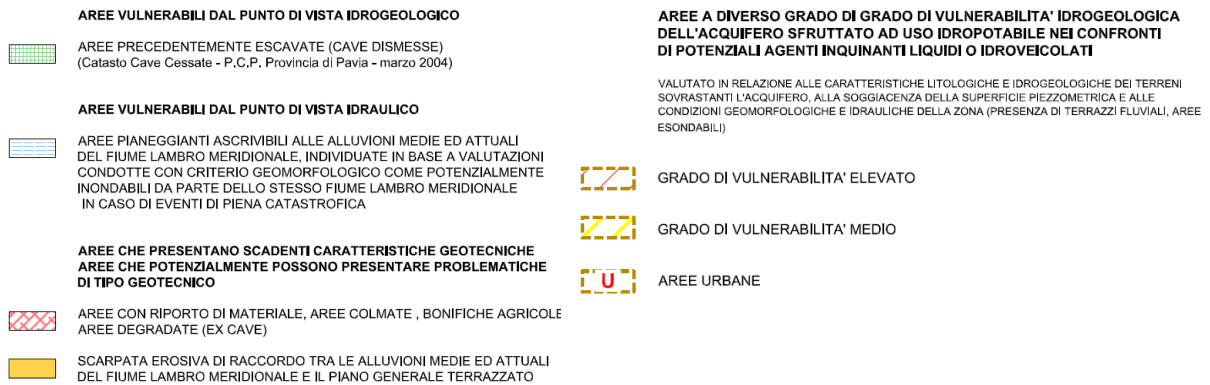 AREE VULNERABILI DAL PUNTO DI VISTA IDROGEOLOGICO
AREE PRECEDENTEMENTE ESCAVATE (CAVE DISMESSE)
(Catasto Cave Cessate - P.C.P. Provincia di Pavia - marzo 2004)
AREE VULNERABILI DAL PUNTO DI VISTA IDRAULICO
AREE PIANEGGIANTI ASCRIVIBILI ALLE ALLUVIONI MEDIE ED ATTUALI
DEL FIUME LAMBRO MERIDIONALE, INDIVIDUATE IN BASE A VALUTAZIONI
CONDOTTE CON CRITERIO GEOMORFOLOGICO COME POTENZIALMENTE
INONDABILI DA PARTE DELLO STESSO FIUME LAMBRO MERIDIONALE
IN CASO DI EVENTI DI PIENA CATASTROFICA
AREE CHE PRESENTANO SCADENTI CARATTERISTICHE GEOTECNICHE
AREE CHE POTENZIALMENTE POSSONO PRESENTARE PROBLEMATICHE
DI TIPO GEOTECNICO
AREE CON RIPORTO DI MATERIALE, AREE COLMATE , BONIFICHE AGRICOLE
AREE DEGRADATE (EX CAVE)
SCARPATA EROSIVA DI RACCORDO TRA LE ALLUVIONI MEDIE ED ATTUALI
DEL FIUME LAMBRO MERIDIONALE E IL PIANO GENERALE TERRAZZATO
AREE A DIVERSO GRADO DI GRADO DI VULNERABILITA' IDROGEOLOGICA
DELL'ACQUIFERO SFRUTTATO AD USO IDROPOTABILE NEI CONFRONTI
DI POTENZIALI AGENTI INQUINANTI LIQUIDI O IDROVEICOLATI
VALUTATO IN RELAZIONE ALLE CARATTERISTICHE LITOLOGICHE E IDROGEOLOGICHE DEI TERRENI
SOVRASTANTI L'ACQUIFERO, ALLA SOGGIACENZA DELLA SUPERFICIE PIEZOMETRICA E ALLE
CONDIZIONI GEOMORFOLOGICHE E IDRAULICHE DELLA ZONA (PRESENZA DI TERRAZZI FLUVIALI, AREE
ESONDABILI)
GRADO DI VULNERABILITA' ELEVATO
GRADO DI VULNERABILITA' MEDIO
U AREE URBANE